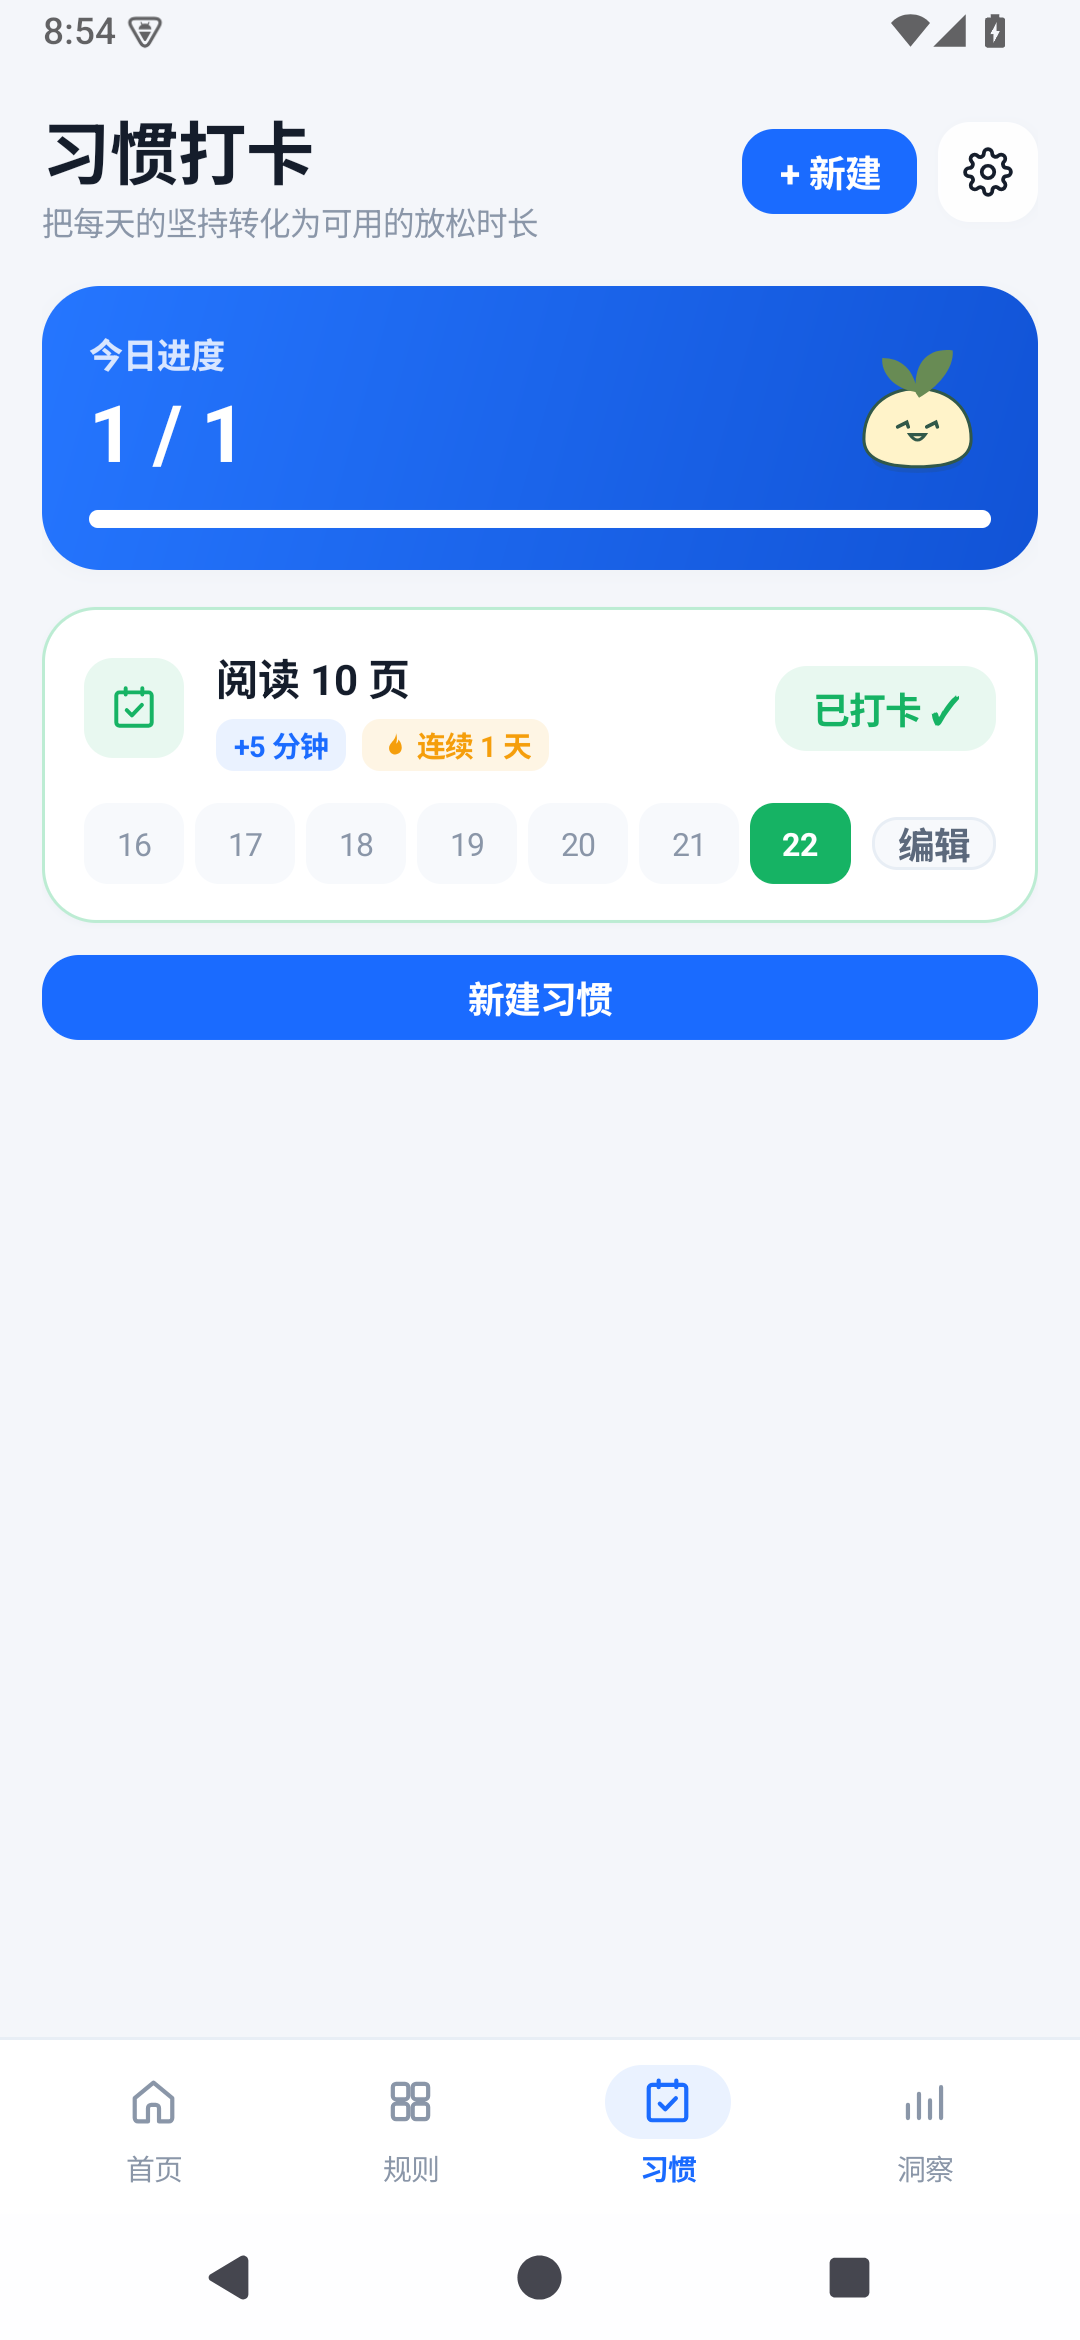 8:54
习惯打卡
把每天的坚持转化为可用的放松时长
+ 新建
今日进度
1 / 1
阅读 10 页
+5 分钟
连续 1 天
已打卡 ✓
16 17 18 19 20 21 22
编辑
新建习惯
首页 规则 习惯 洞察